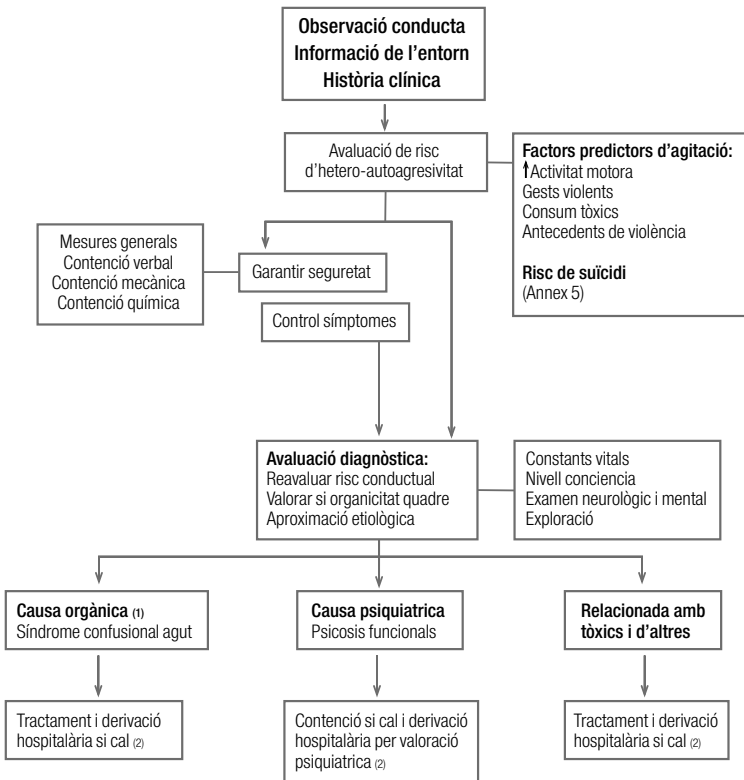 Observació conducta
Informació de l'entorn
Història clínica
Avaluació de risc
d'hetero-autoagresivitat
Factors predictors d'agitació:
↑Activitat motora
Gests violents
Consum tòxics
Antecedents de violència
Risc de suïcidi
(Annex 5)
Mesures generals
Contenció verbal
Contenció mecànica
Contenció química
Garantir seguretat
Control símptomes
Avaluació diagnòstica:
Reavaluar risc conductual
Valorar si organicitat quadre
Aproximació etiològica
Constants vitals
Nivell conciencia
Examen neurològic i mental
Exploració
Causa orgànica (1)
Síndrome confusional agut
Causa psiquiatrica
Psicosis funcionals
Relacionada amb
tòxics i d'altres
Tractament i derivació
hospitalària si cal (2)
Contenció si cal i derivació
hospitalària per valoració
psiquiatrica (2)
Tractament i derivació
hospitalària si cal (2)